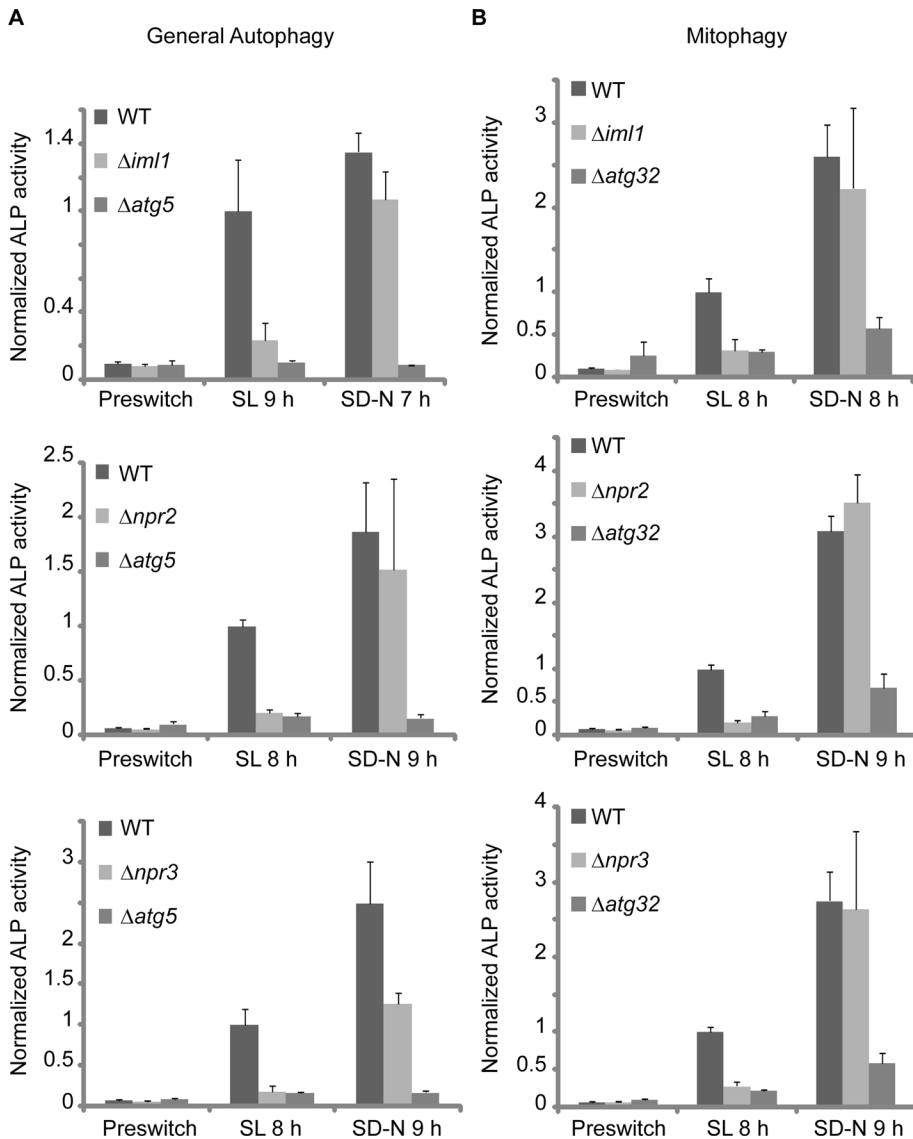 A
General Autophagy
Normalized ALP activity
1.4
1
0.4
0
WT
Δiml1
Δatg5
Preswitch
SL 9 h
SD-N 7 h
Normalized ALP activity
2.5
2
1.5
1
0.5
0
WT
Δnpr2
Δatg5
Preswitch
SL 8 h
SD-N 9 h
Normalized ALP activity
3
2
1
0
WT
Δnpr3
Δatg5
Preswitch
SL 8 h
SD-N 9 h
B
Mitophagy
Normalized ALP activity
3
2
1
0.5
0
WT
Δiml1
Δatg32
Preswitch
SL 8 h
SD-N 8 h
Normalized ALP activity
4
3
2
1
0.5
0
WT
Δnpr2
Δatg32
Preswitch
SL 8 h
SD-N 9 h
Normalized ALP activity
4
3
2
1
0.5
0
WT
Δnpr3
Δatg32
Preswitch
SL 8 h
SD-N 9 h